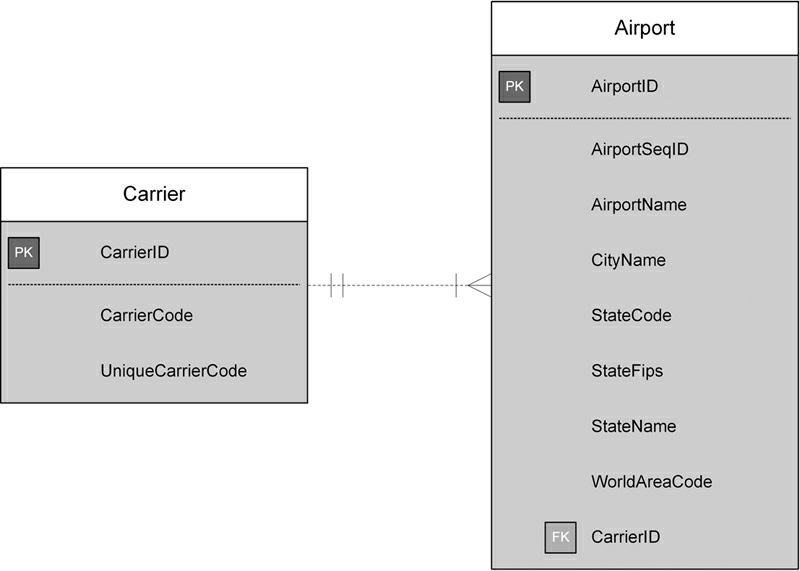 Carrier
PK CarrierID
CarrierCode
UniqueCarrierCode
Airport
PK AirportID
AirportSeqID
AirportName
CityName
StateCode
StateFips
StateName
WorldAreaCode
FK CarrierID